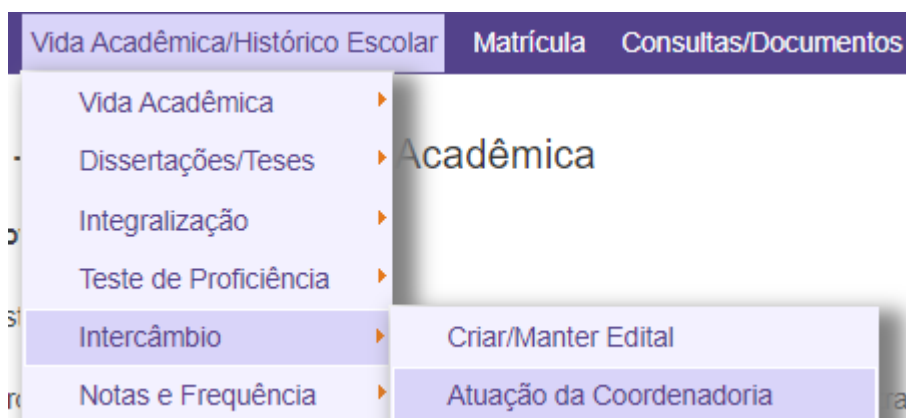 Vida Acadêmica/Histórico Escolar Matrícula Consultas/Documentos
Vida Acadêmica
Acadêmica
Dissertações/Teses
Integralização
Teste de Proficiência
Intercâmbio
Criar/Manter Edital
Notas e Frequência
Atuação da Coordenadoria